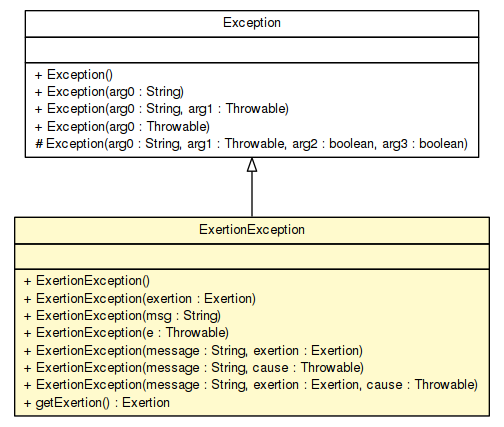 Exception
+ Exception()
+ Exception(arg0 : String)
+ Exception(arg0 : String, arg1 : Throwable)
+ Exception(arg0 : Throwable)
# Exception(arg0 : String, arg1 : Throwable, arg2 : boolean, arg3 : boolean)
ExertionException
+ ExertionException()
+ ExertionException(exertion : Exertion)
+ ExertionException(msg : String)
+ ExertionException(e : Throwable)
+ ExertionException(message : String, exertion : Exertion)
+ ExertionException(message : String, cause : Throwable)
+ ExertionException(message : String, exertion : Exertion, cause : Throwable)
+ getExertion() : Exertion